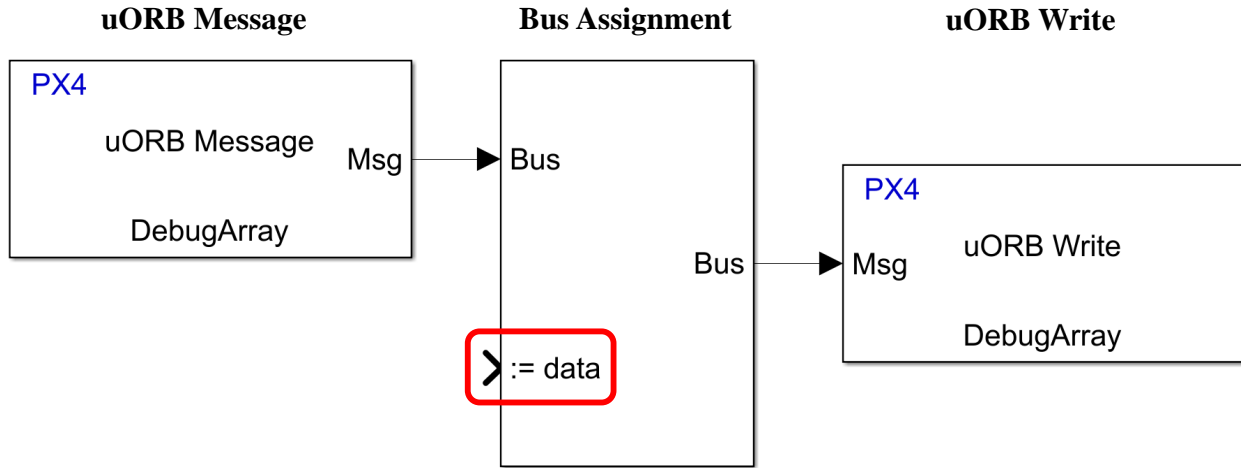 uORB Message
Bus Assignment
uORB Write
PX4
uORB Message
Msg
DebugArray
Bus
Bus
:= data
PX4
uORB Write
Msg
DebugArray